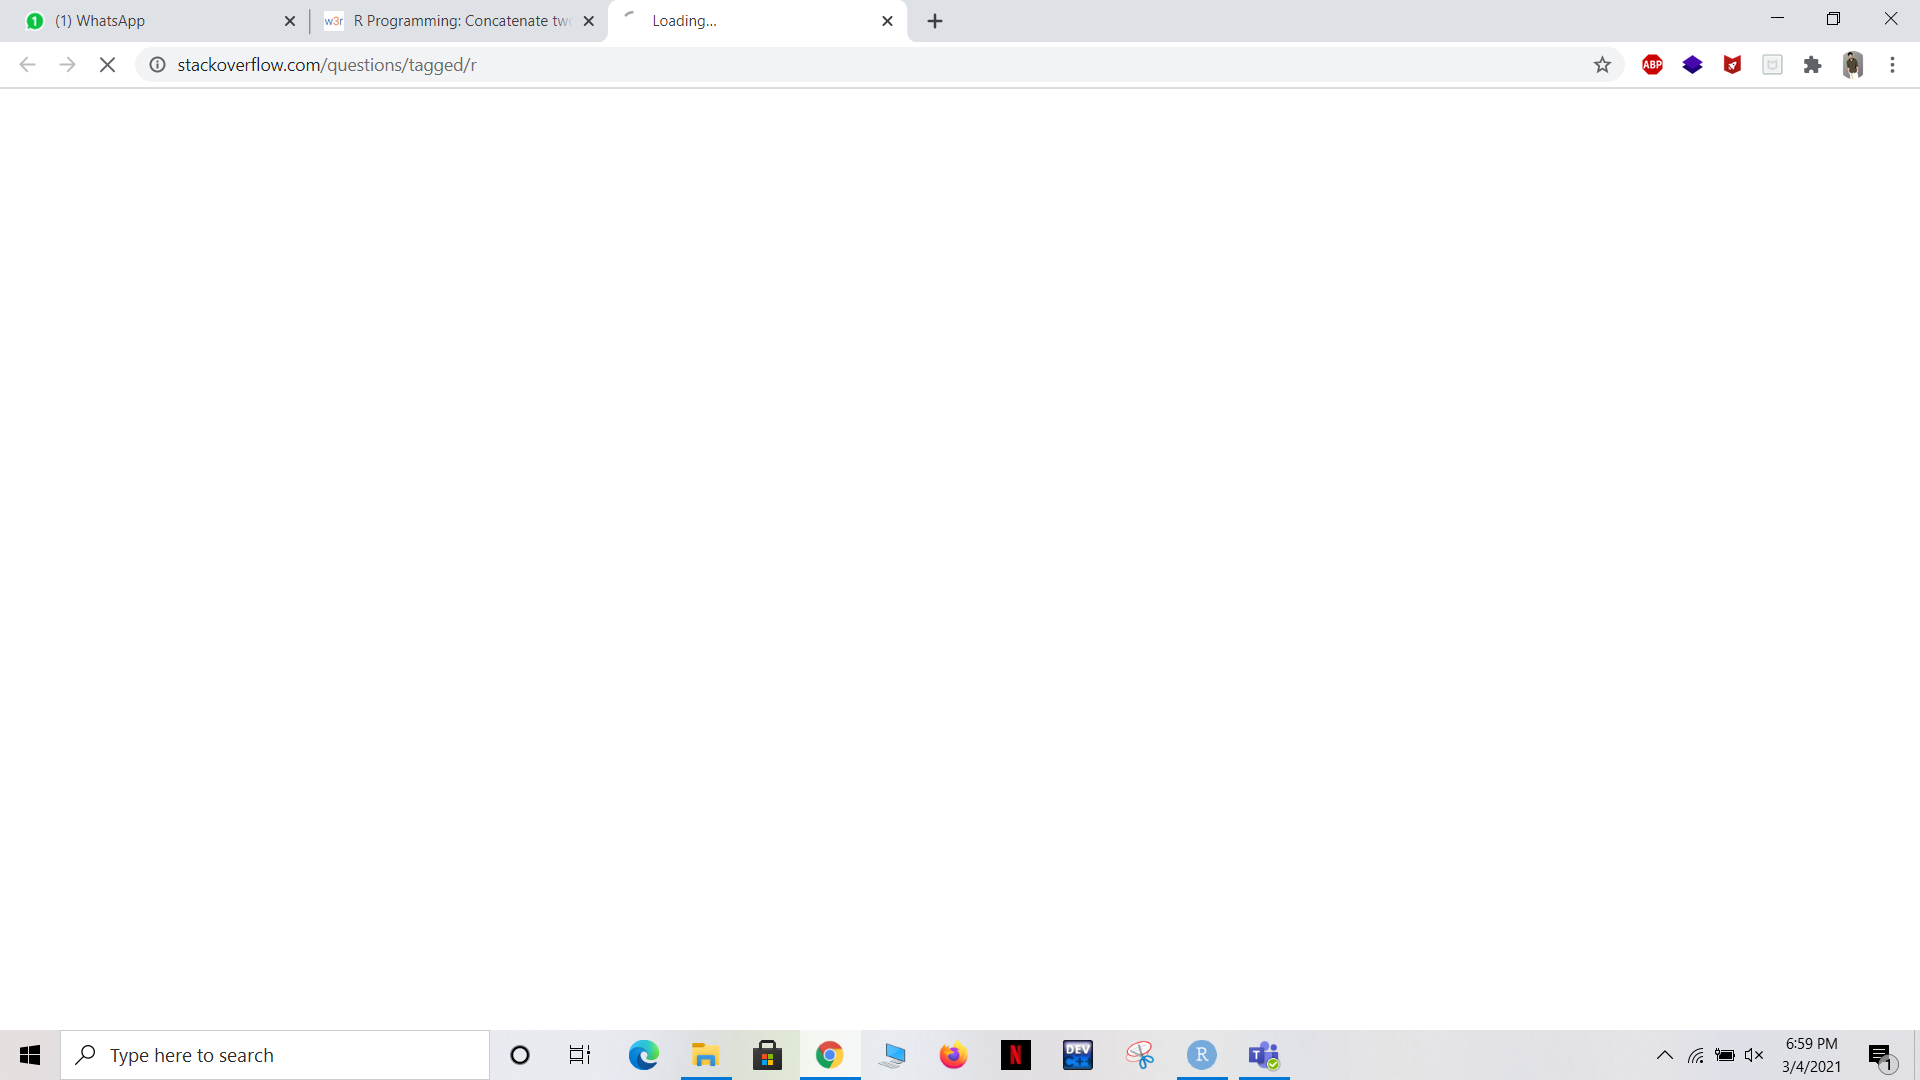 1 (1) WhatsApp
w3r R Programming: Concatenate tw
Loading...
stackoverflow.com/questions/tagged/r
ABP
Type here to search
N
DEV
C++
R
T
6:59 PM
3/4/2021
1